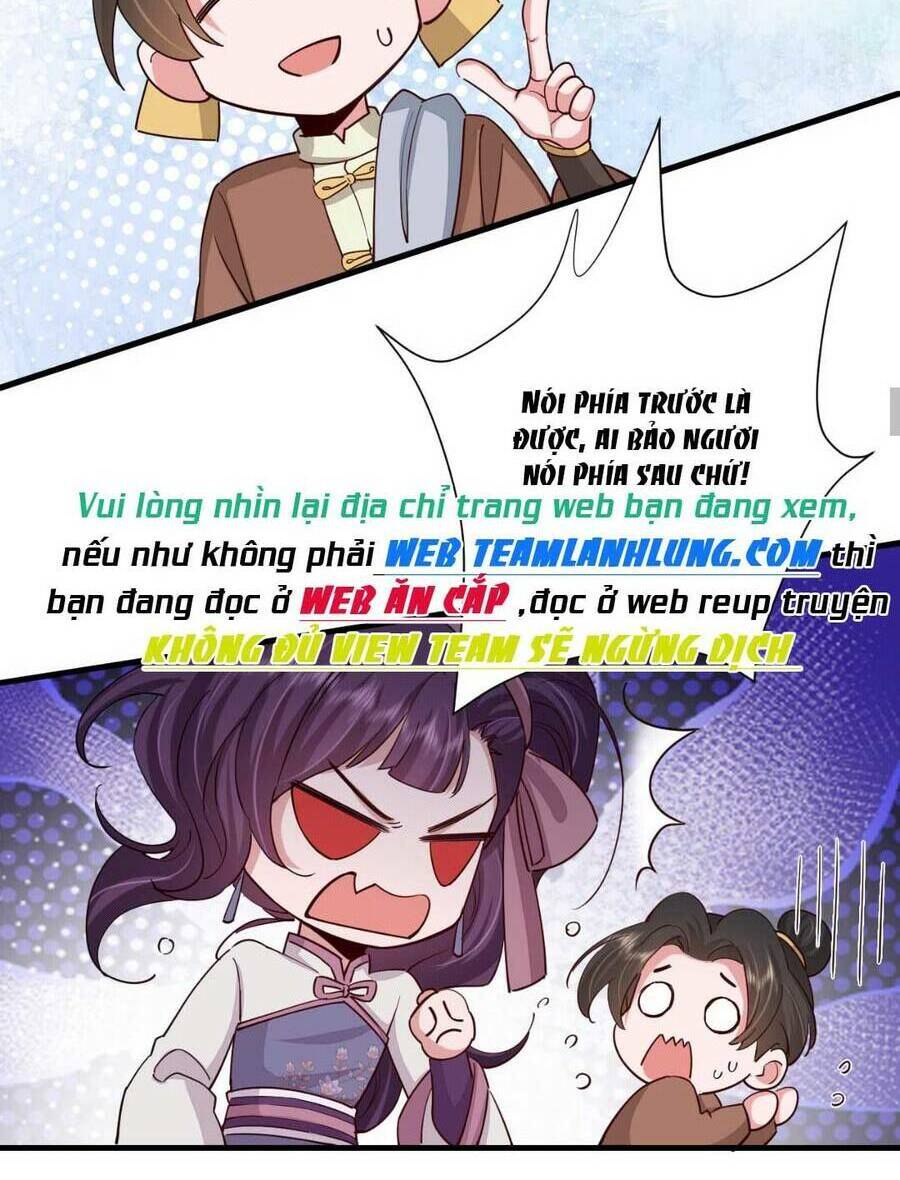 NÓI PHÍA TRƯỚC LÀ
ĐƯỢC, AI BẢO NGƯƠI
NÓI PHÍA SAU CHỨ!
Vui lòng nhìn lại địa chỉ trang web bạn đang xem,
nếu như không phải WEB TEAMLANHLUNG.COM thì
bạn đang đọc ở WEB ĂN CẮP ,đọc ở web reup truyện
KHÔNG ĐỦ VIEW TEAM SẼ NGỪNG DỊCH